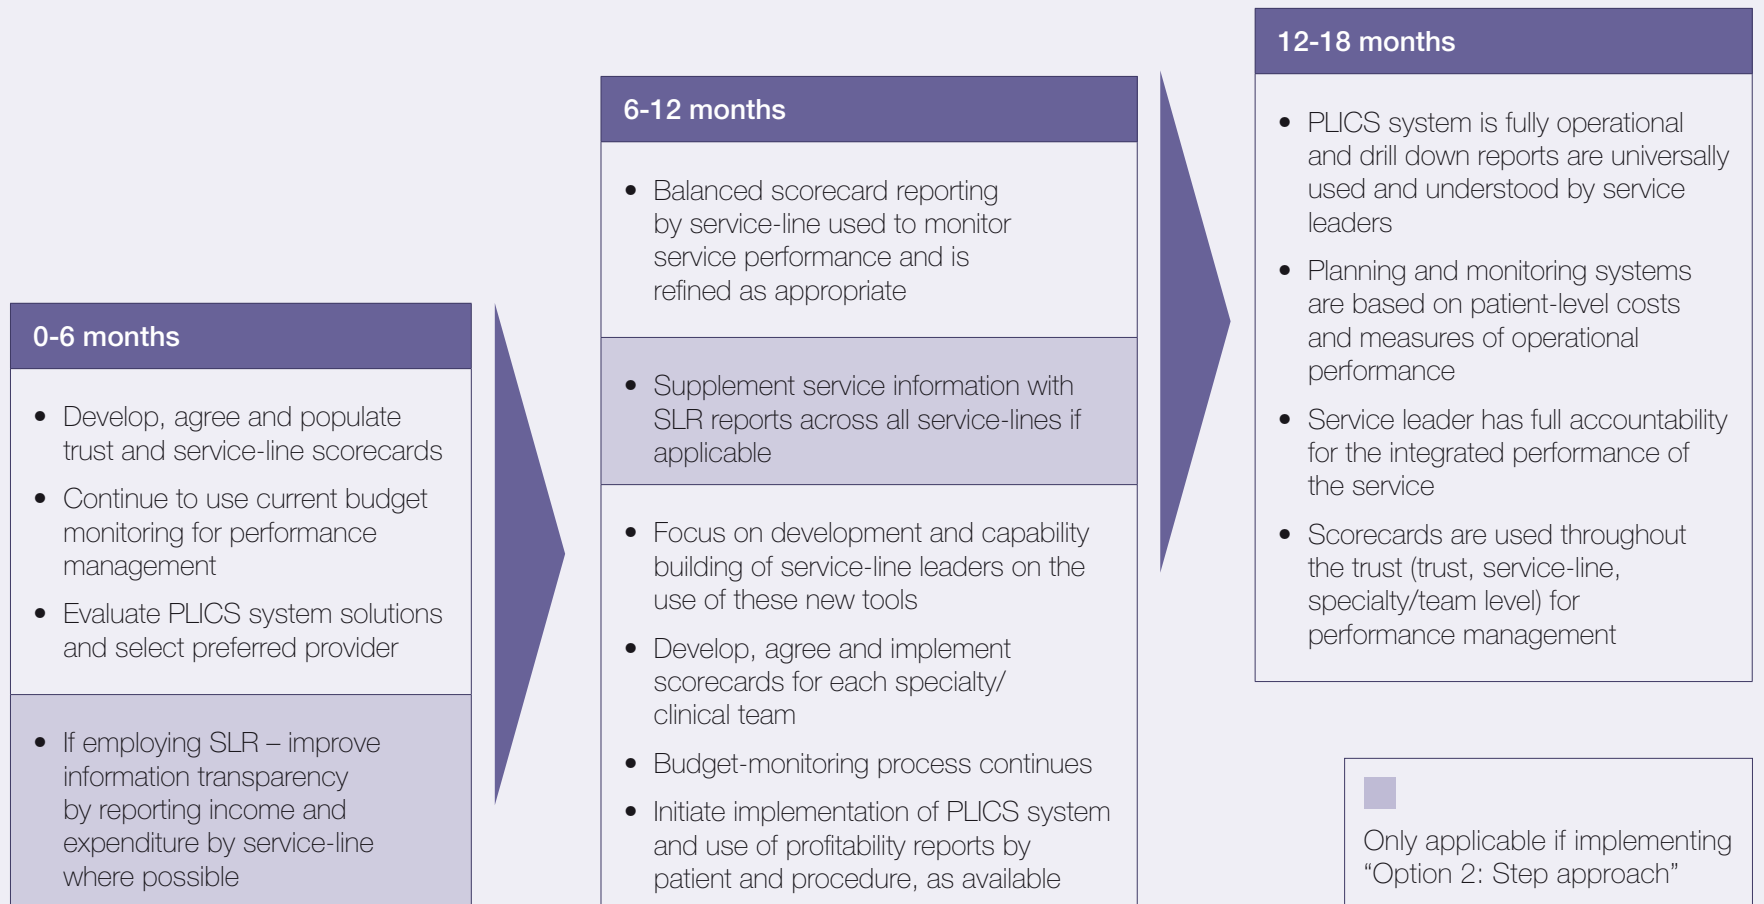 0-6 months
• Develop, agree and populate
trust and service-line scorecards
• Continue to use current budget
monitoring for performance
management
• Evaluate PLICS system solutions
and select preferred provider
• If employing SLR – improve
information transparency
by reporting income and
expenditure by service-line
where possible
6-12 months
• Balanced scorecard reporting
by service-line used to monitor
service performance and is
refined as appropriate
• Supplement service information with
SLR reports across all service-lines if
applicable
• Focus on development and capability
building of service-line leaders on the
use of these new tools
• Develop, agree and implement
scorecards for each specialty/
clinical team
• Budget-monitoring process continues
• Initiate implementation of PLICS system
and use of profitability reports by
patient and procedure, as available
12-18 months
• PLICS system is fully operational
and drill down reports are universally
used and understood by service
leaders
• Planning and monitoring systems
are based on patient-level costs
and measures of operational
performance
• Service leader has full accountability
for the integrated performance of
the service
• Scorecards are used throughout
the trust (trust, service-line,
specialty/team level) for
performance management
Only applicable if implementing
“Option 2: Step approach”